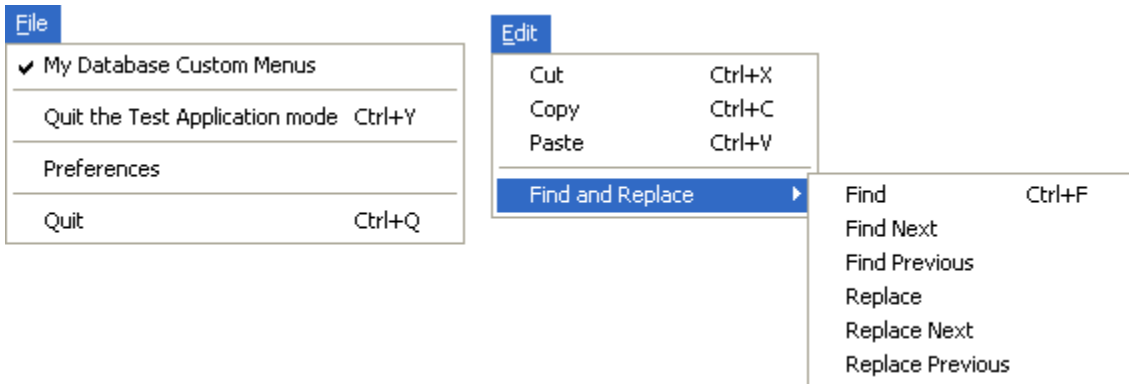 File
My Database Custom Menus
Quit the Test Application mode Ctrl+Y
Preferences
Quit Ctrl+Q
Edit
Cut Ctrl+X
Copy Ctrl+C
Paste Ctrl+V
Find and Replace
Find Ctrl+F
Find Next
Find Previous
Replace
Replace Next
Replace Previous